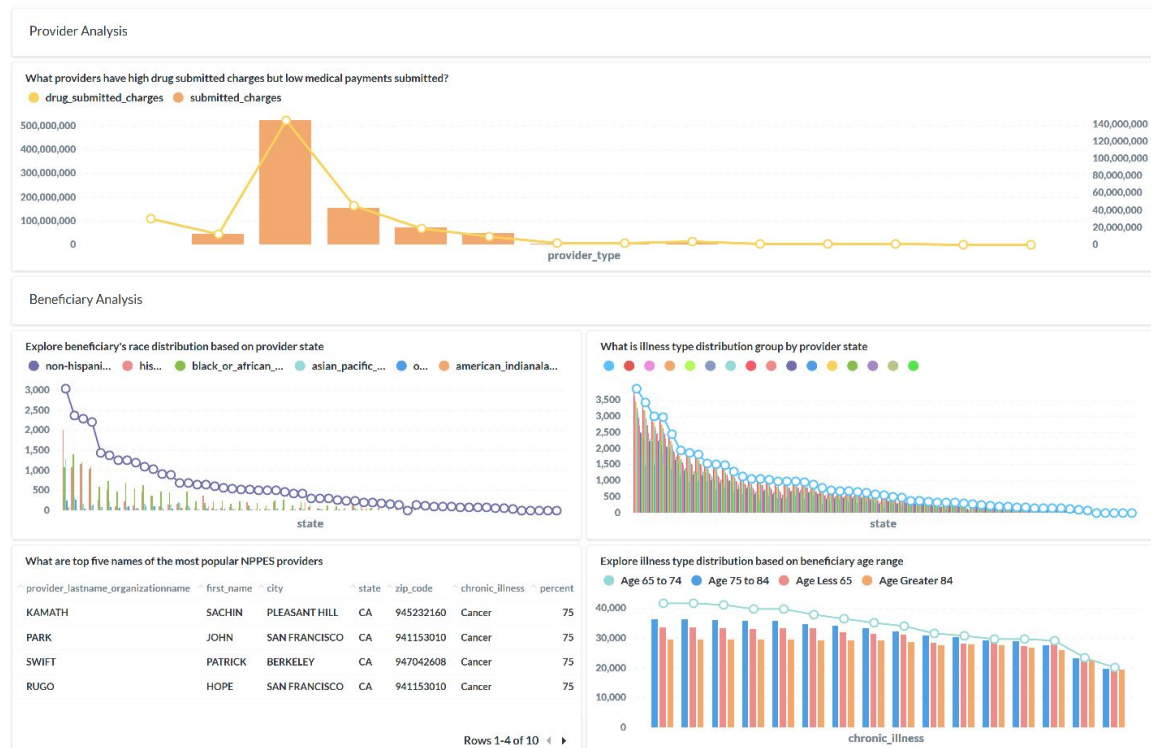 Provider Analysis
What providers have high drug submitted charges but low medical payments submitted?
drug_submitted_charges submitted_charges
500,000,000
400,000,000
300,000,000
200,000,000
100,000,000
0
140,000,000
120,000,000
100,000,000
80,000,000
60,000,000
40,000,000
20,000,000
0
provider_type
Beneficiary Analysis
Explore beneficiary's race distribution based on provider state
non-hispani... his... black_or_african_... asian_pacific_... o... american_indianala...
3,000
2,500
2,000
1,500
1,000
500
0
state
What is illness type distribution group by provider state
3,500
3,000
2,500
2,000
1,500
1,000
500
0
state
What are top five names of the most popular NPPES providers
provider_lastname_organizationname first_name city state zip_code chronic_illness percent
KAMATH SACHIN PLEASANT HILL CA 945232160 Cancer 75
PARK JOHN SAN FRANCISCO CA 941153010 Cancer 75
SWIFT PATRICK BERKELEY CA 947042608 Cancer 75
RUGO HOPE SAN FRANCISCO CA 941153010 Cancer 75
Rows 1-4 of 10
Explore illness type distribution based on beneficiary age range
Age 65 to 74 Age 75 to 84 Age Less 65 Age Greater 84
40,000
30,000
20,000
10,000
0
chronic_illness